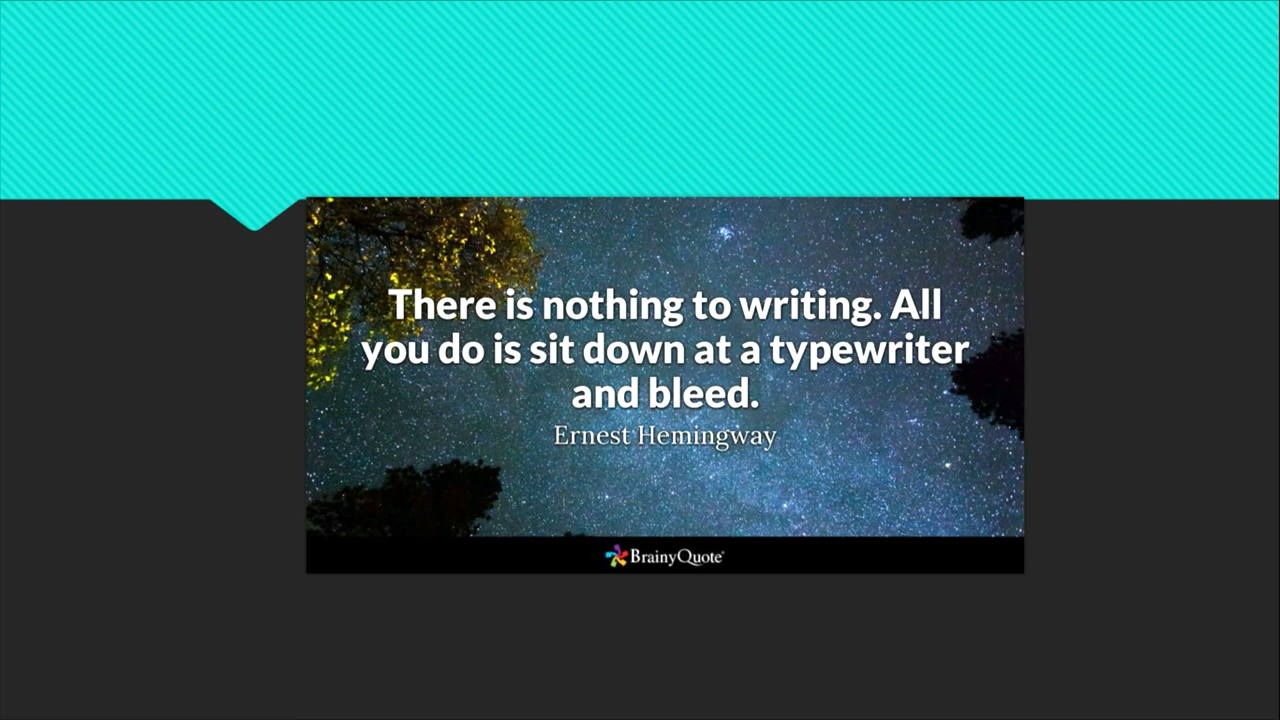 There is nothing to writing. All
you do is sit down at a typewriter
and bleed.
Ernest Hemingway
BrainyQuote®